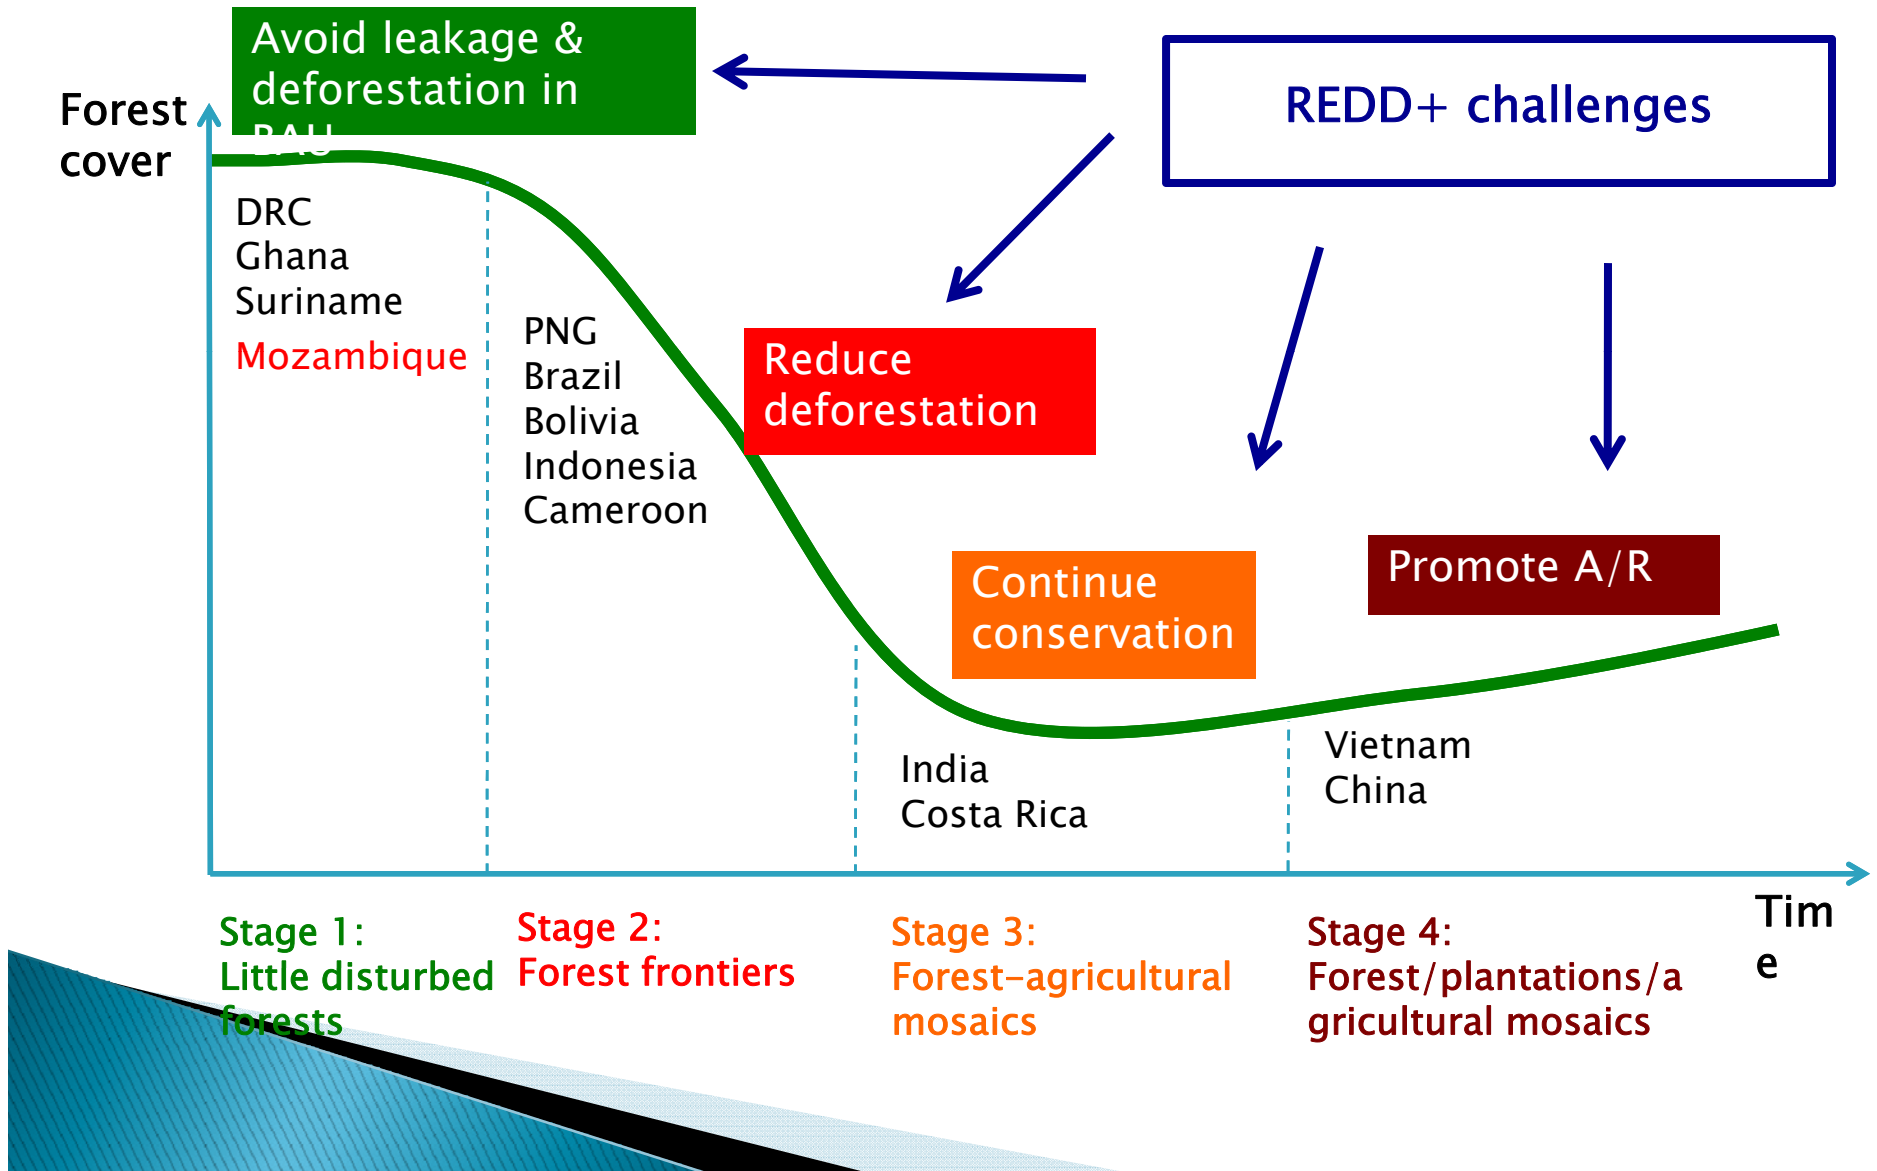 Avoid leakage &
deforestation in
BAU
REDD+ challenges
Forest
cover
DRC
Ghana
Suriname
Mozambique
PNG
Brazil
Bolivia
Indonesia
Cameroon
Reduce
deforestation
Continue
conservation
Promote A/R
India
Costa Rica
Vietnam
China
Tim
e
Stage 1:
Little disturbed
forests
Stage 2:
Forest frontiers
Stage 3:
Forest-agricultural
mosaics
Stage 4:
Forest/plantations/a
gricultural mosaics